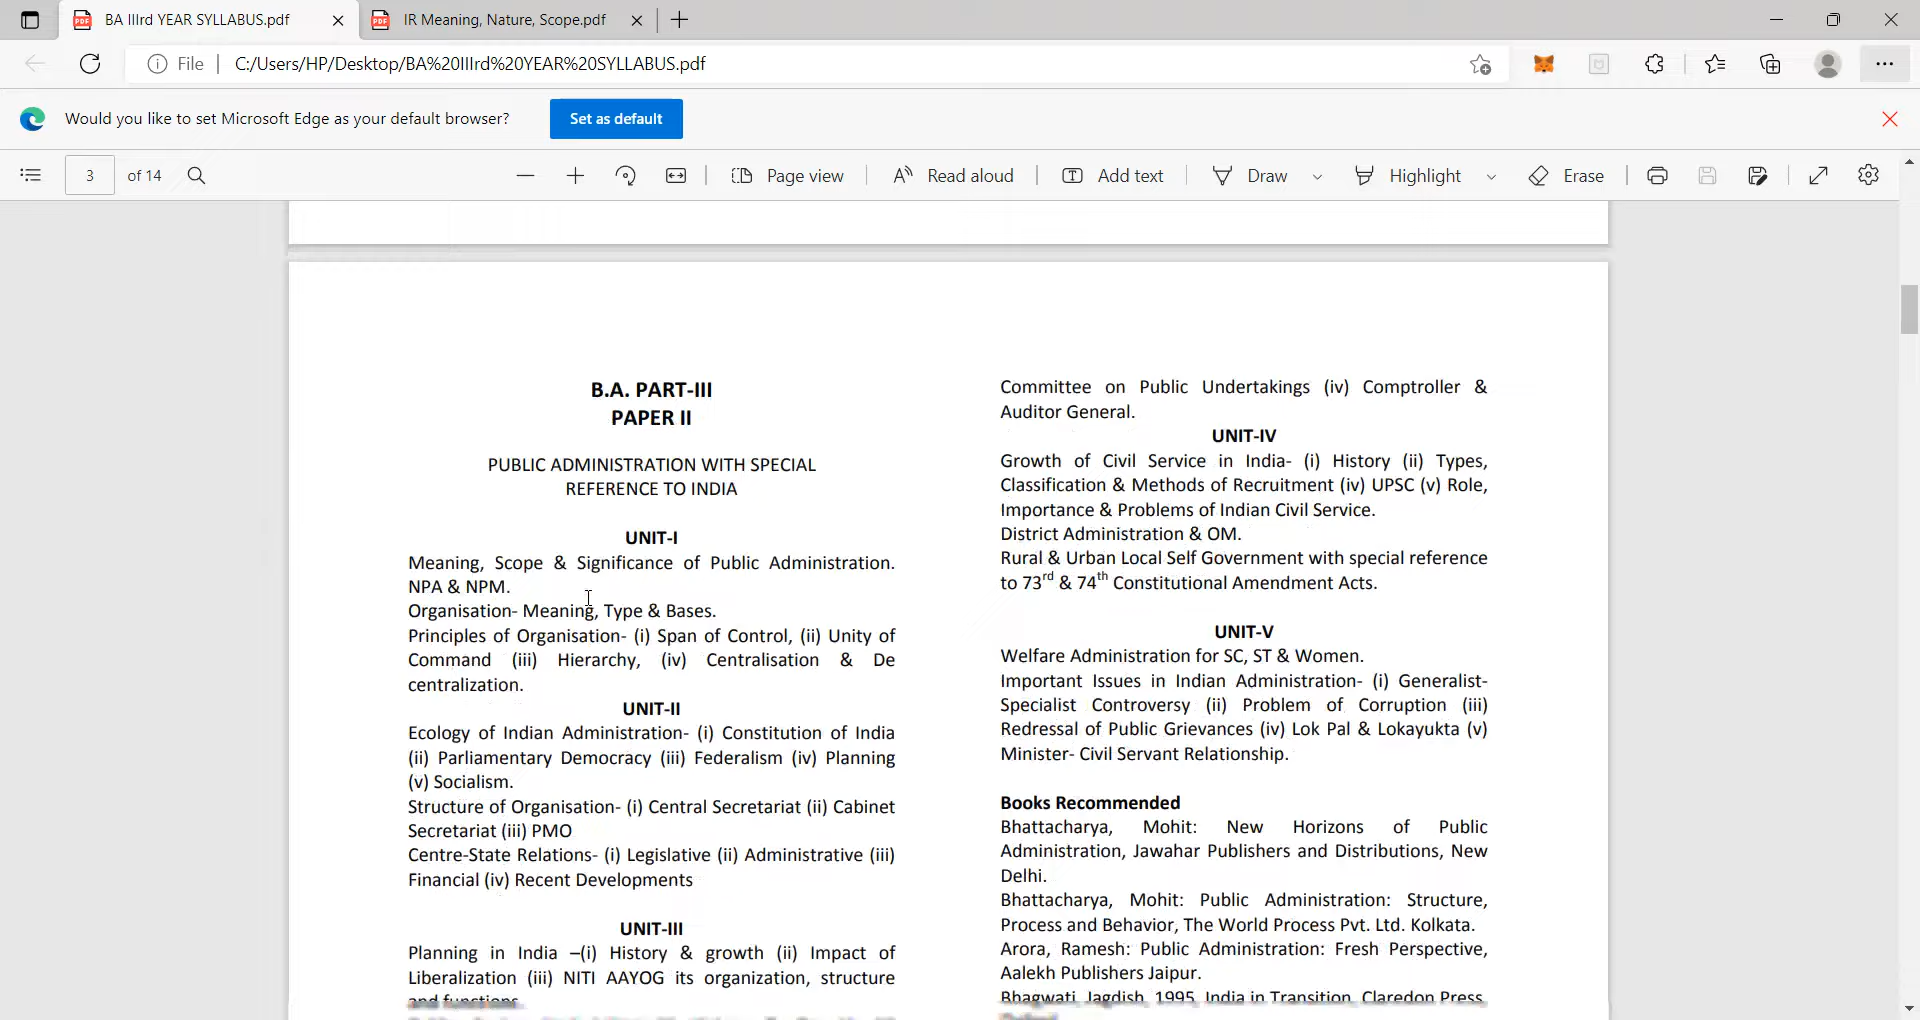 BA IIIrd YEAR SYLLABUS.pdf
IR Meaning, Nature, Scope.pdf
File
C:/Users/HP/Desktop/BA%20IIIrd%20YEAR%20SYLLABUS.pdf
Would you like to set Microsoft Edge as your default browser?
Set as default
3 of 14
Page view
Read aloud
Add text
Draw
Highlight
Erase
B.A. PART-III
PAPER II
PUBLIC ADMINISTRATION WITH SPECIAL
REFERENCE TO INDIA
UNIT-I
Meaning, Scope & Significance of Public Administration.
NPA & NPM.
Organisation- Meaning, Type & Bases.
Principles of Organisation- (i) Span of Control, (ii) Unity of
Command (iii) Hierarchy, (iv) Centralisation & De
centralization.
UNIT-II
Ecology of Indian Administration- (i) Constitution of India
(ii) Parliamentary Democracy (iii) Federalism (iv) Planning
(v) Socialism.
Structure of Organisation- (i) Central Secretariat (ii) Cabinet
Secretariat (iii) PMO
Centre-State Relations- (i) Legislative (ii) Administrative (iii)
Financial (iv) Recent Developments
UNIT-III
Planning in India –(i) History & growth (ii) Impact of
Liberalization (iii) NITI AAYOG its organization, structure
and functions.
Committee on Public Undertakings (iv) Comptroller &
Auditor General.
UNIT-IV
Growth of Civil Service in India- (i) History (ii) Types,
Classification & Methods of Recruitment (iv) UPSC (v) Role,
Importance & Problems of Indian Civil Service.
District Administration & OM.
Rural & Urban Local Self Government with special reference
to 73rd & 74th Constitutional Amendment Acts.
UNIT-V
Welfare Administration for SC, ST & Women.
Important Issues in Indian Administration- (i) Generalist-
Specialist Controversy (ii) Problem of Corruption (iii)
Redressal of Public Grievances (iv) Lok Pal & Lokayukta (v)
Minister- Civil Servant Relationship.
Books Recommended
Bhattacharya, Mohit: New Horizons of Public
Administration, Jawahar Publishers and Distributions, New
Delhi.
Bhattacharya, Mohit: Public Administration: Structure,
Process and Behavior, The World Process Pvt. Ltd. Kolkata.
Arora, Ramesh: Public Administration: Fresh Perspective,
Aalekh Publishers Jaipur.
Bhagwati, Jagdish, 1995, India in Transition, Claredon Press,